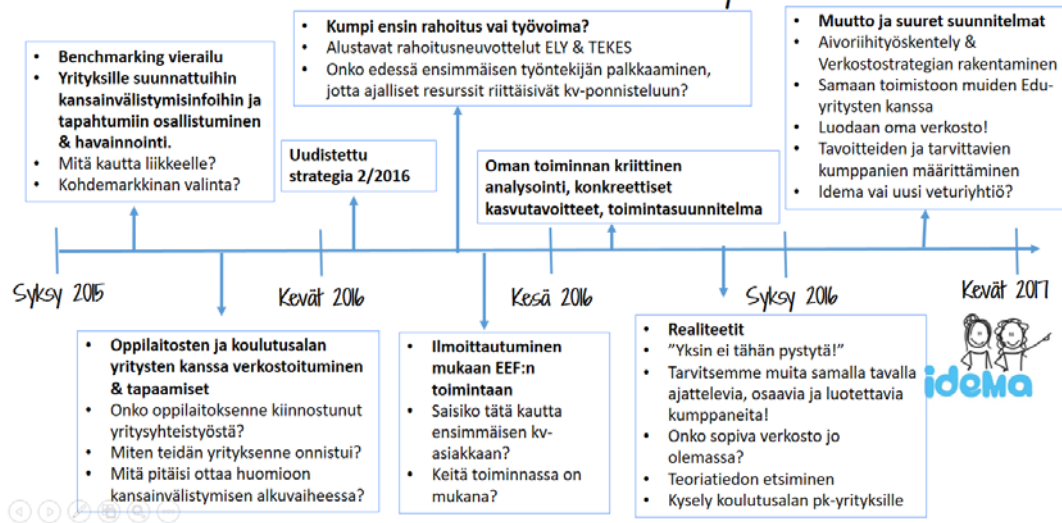 • Benchmarking vierailu
• Yrityksille suunnattuihin
kansainvälistymisinfoihin ja
tapahtumiin osallistuminen
& havainnointi.
• Mitä kautta liikkeelle?
• Kohdemarkkinan valinta?
Uudistettu
strategia 2/2016
• Kumpi ensin rahoitus vai työvoima?
• Alustavat rahoitusneuvottelut ELY & TEKES
• Onko edessä ensimmäisen työntekijän palkkaaminen,
jotta ajalliset resurssit riittäisivät kv-ponnisteluun?
Oman toiminnan kriittinen
analysointi, konkreettiset
kasvutavoitteet, toimintasuunnitelma
• Muutto ja suuret suunnitelmat
• Aivoriihityöskentely &
Verkostostrategian rakentaminen
• Samaan toimistoon muiden Edu-
yritysten kanssa
• Luodaan oma verkosto!
• Tavoitteiden ja tarvittavien
kumppanien määrittäminen
• Idema vai uusi veturiyhtiö?
Syksy 2015
Kevät 2016
Kesä 2016
Syksy 2016
Kevät 2017
• Oppilaitosten ja koulutusalan
yritysten kanssa verkostoituminen
& tapaamiset
• Onko oppilaitoksenne kiinnostunut
yritysyhteistyöstä?
• Miten teidän yrityksenne onnistui?
• Mitä pitäisi ottaa huomioon
kansainvälistymisen alkuvaiheessa?
• Ilmoittautuminen
mukaan EEF:n
toimintaan
• Saisiko tätä kautta
ensimmäisen kv-
asiakkaan?
• Keitä toiminnassa on
mukana?
• Realiteetit
• ”Yksin ei tähän pystytä!”
• Tarvitsemme muita samalla tavalla
ajattelevia, osaavia ja luotettavia
kumppaneita!
• Onko sopiva verkosto jo
olemassa?
• Teoriatiedon etsiminen
• Kysely koulutusalan pk-yrityksille
idema